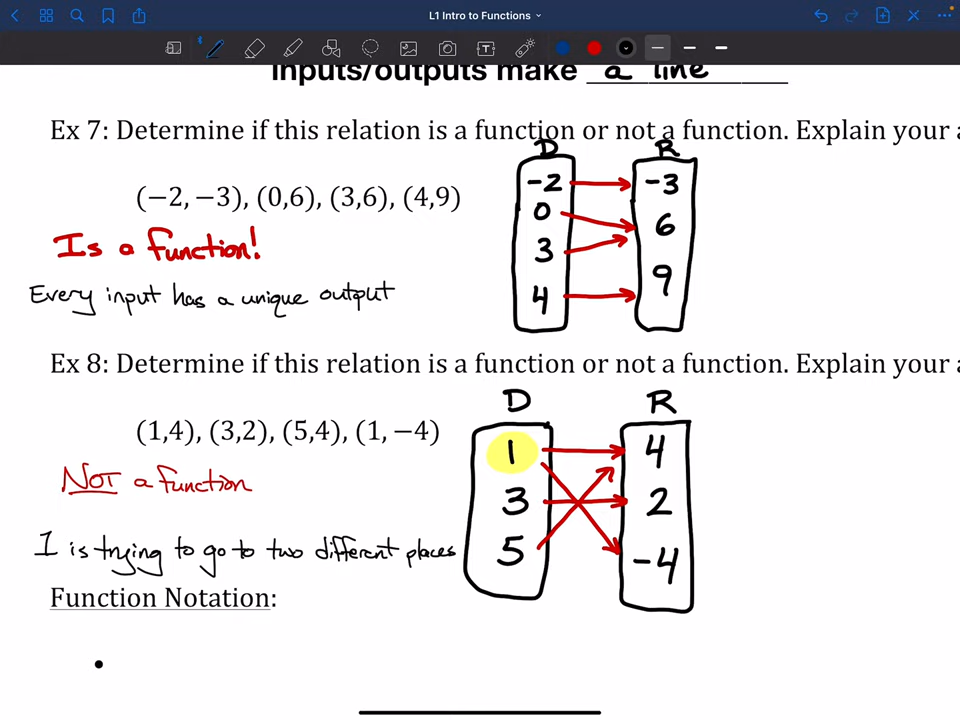 L1 Intro to Functions
Inputs/outputs make a line
Ex 7: Determine if this relation is a function or not a function. Explain your a
(−2, −3), (0,6), (3,6), (4,9)
Is a function!
Every input has a unique output
D R
-2 -3
0 6
3 9
4
Ex 8: Determine if this relation is a function or not a function. Explain your a
(1,4), (3,2), (5,4), (1, −4)
NOT a function
1 is trying to go to two different places
D R
1 4
3 2
5 -4
Function Notation: